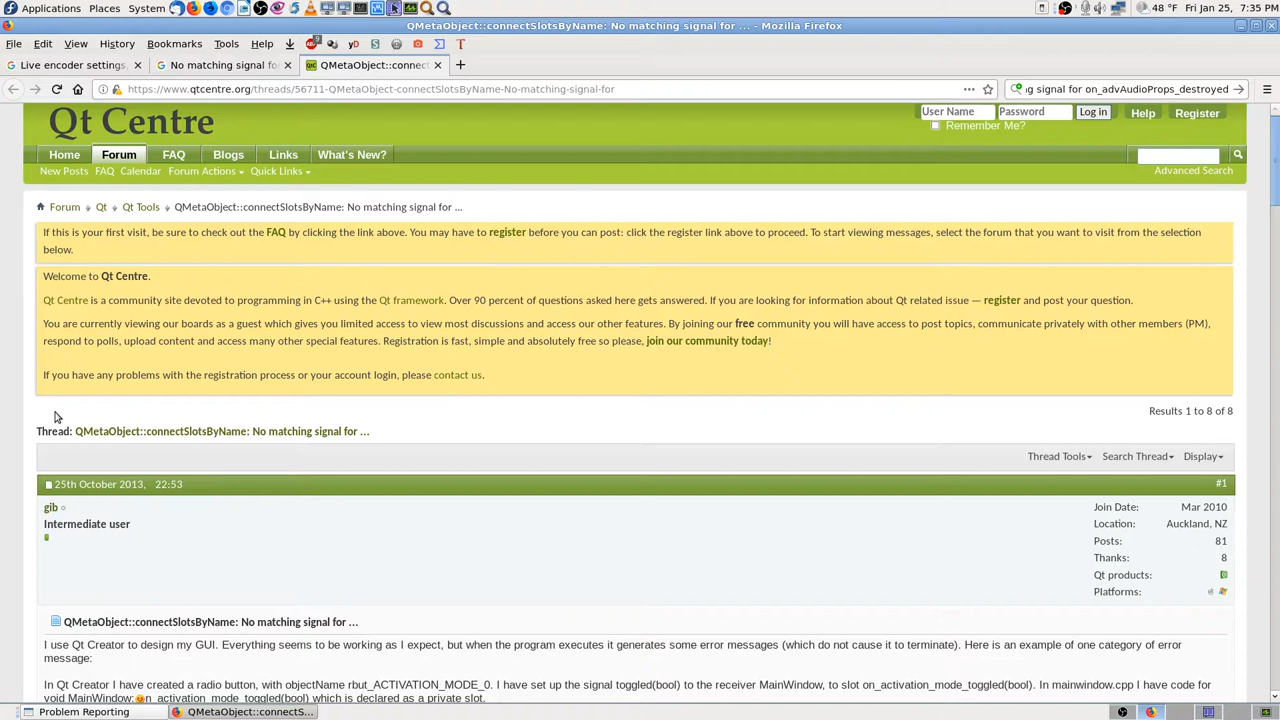 Applications Places System 48 °F Fri Jan 25, 7:35 PM
QMetaObject::connectSlotsByName: No matching signal for ... - Mozilla Firefox
File Edit View History Bookmarks Tools Help
Live encoder settings, No matching signal fo QMetaObject::connect
https://www.qtcentre.org/threads/56711-QMetaObject-connectSlotsByName-No-matching-signal-for
signal for on_advAudioProps_destroyed
Qt Centre
User Name Password Log in Help Register
Remember Me?
Home Forum FAQ Blogs Links What's New?
New Posts FAQ Calendar Forum Actions Quick Links Advanced Search
Forum Qt Qt Tools QMetaObject::connectSlotsByName: No matching signal for ...
If this is your first visit, be sure to check out the FAQ by clicking the link above. You may have to register before you can post: click the register link above to proceed. To start viewing messages, select the forum that you want to visit from the selection
below.
Welcome to Qt Centre.
Qt Centre is a community site devoted to programming in C++ using the Qt framework. Over 90 percent of questions asked here gets answered. If you are looking for information about Qt related issue — register and post your question.
You are currently viewing our boards as a guest which gives you limited access to view most discussions and access our other features. By joining our free community you will have access to post topics, communicate privately with other members (PM),
respond to polls, upload content and access many other special features. Registration is fast, simple and absolutely free so please, join our community today!
If you have any problems with the registration process or your account login, please contact us.
Results 1 to 8 of 8
Thread: QMetaObject::connectSlotsByName: No matching signal for ...
Thread Tools Search Thread Display
25th October 2013, 22:53 #1
gib
Intermediate user
Join Date: Mar 2010
Location: Auckland, NZ
Posts: 81
Thanks: 8
Qt products:
Platforms:
QMetaObject::connectSlotsByName: No matching signal for ...
I use Qt Creator to design my GUI. Everything seems to be working as I expect, but when the program executes it generates some error messages (which do not cause it to terminate). Here is an example of one category of error
message:
In Qt Creator I have created a radio button, with objectName rbut_ACTIVATION_MODE_0. I have set up the signal toggled(bool) to the receiver MainWindow, to slot on_activation_mode_toggled(bool). In mainwindow.cpp I have code for
void MainWindow:n_activation_mode_toggled(bool) which is declared as a private slot.
Problem Reporting QMetaObject::connectS...